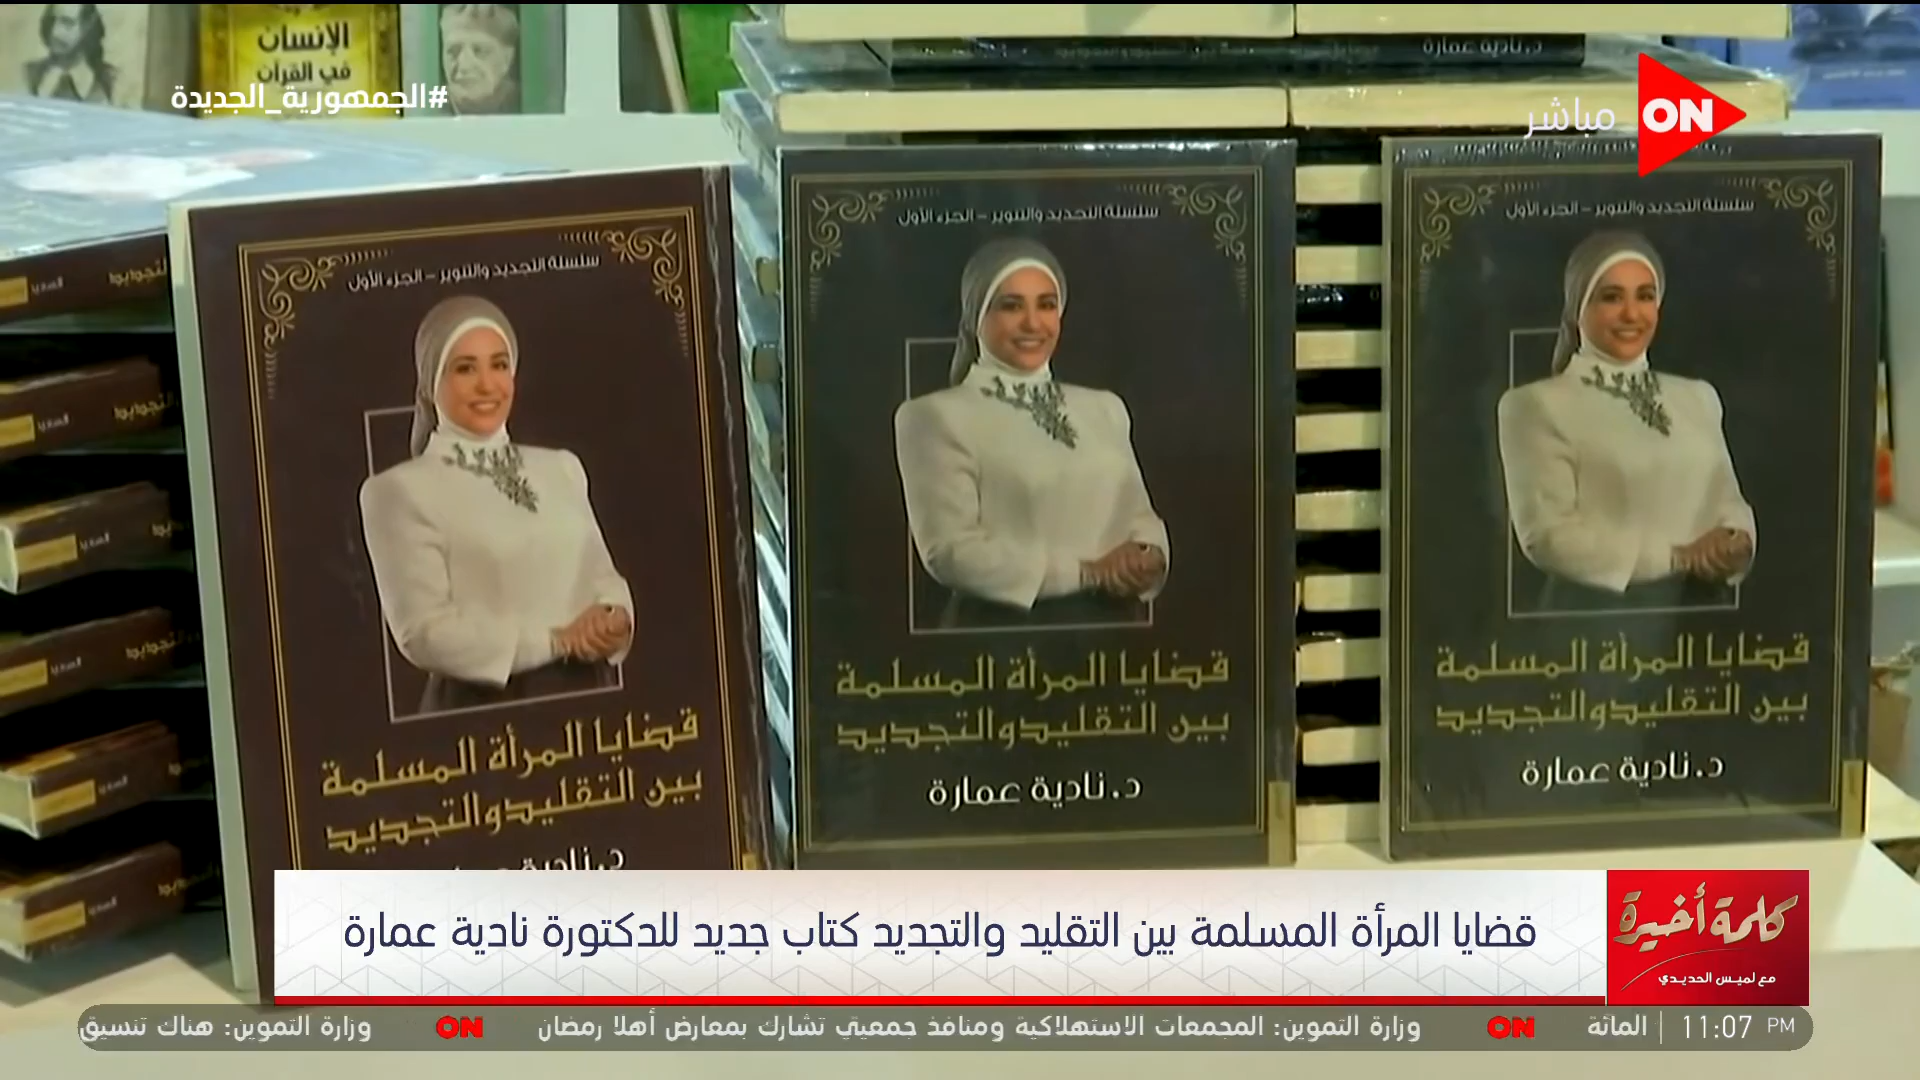 الإنسان
في القرآن
#الجمهورية_الجديدة
د. نادية عمارة
مباشر
ON
سلسلة التجديد والتنوير - الجزء الأول
قضايا المرأة المسلمة
بين التقليد والتجديد
سلسلة التجديد والتنوير - الجزء الأول
قضايا المرأة المسلمة
بين التقليد والتجديد
د. نادية عمارة
سلسلة التجديد والتنوير - الجزء الأول
قضايا المرأة المسلمة
بين التقليد والتجديد
د. نادية عمارة
كلمة أخيرة
مع لميس الحديدي
قضايا المرأة المسلمة بين التقليد والتجديد كتاب جديد للدكتورة نادية عمارة
11:07 PM
المائة ON وزارة التموين: المجمعات الاستهلاكية ومنافذ جمعيتي تشارك بمعارض أهلا رمضان ON وزارة التموين: هناك تنسيق